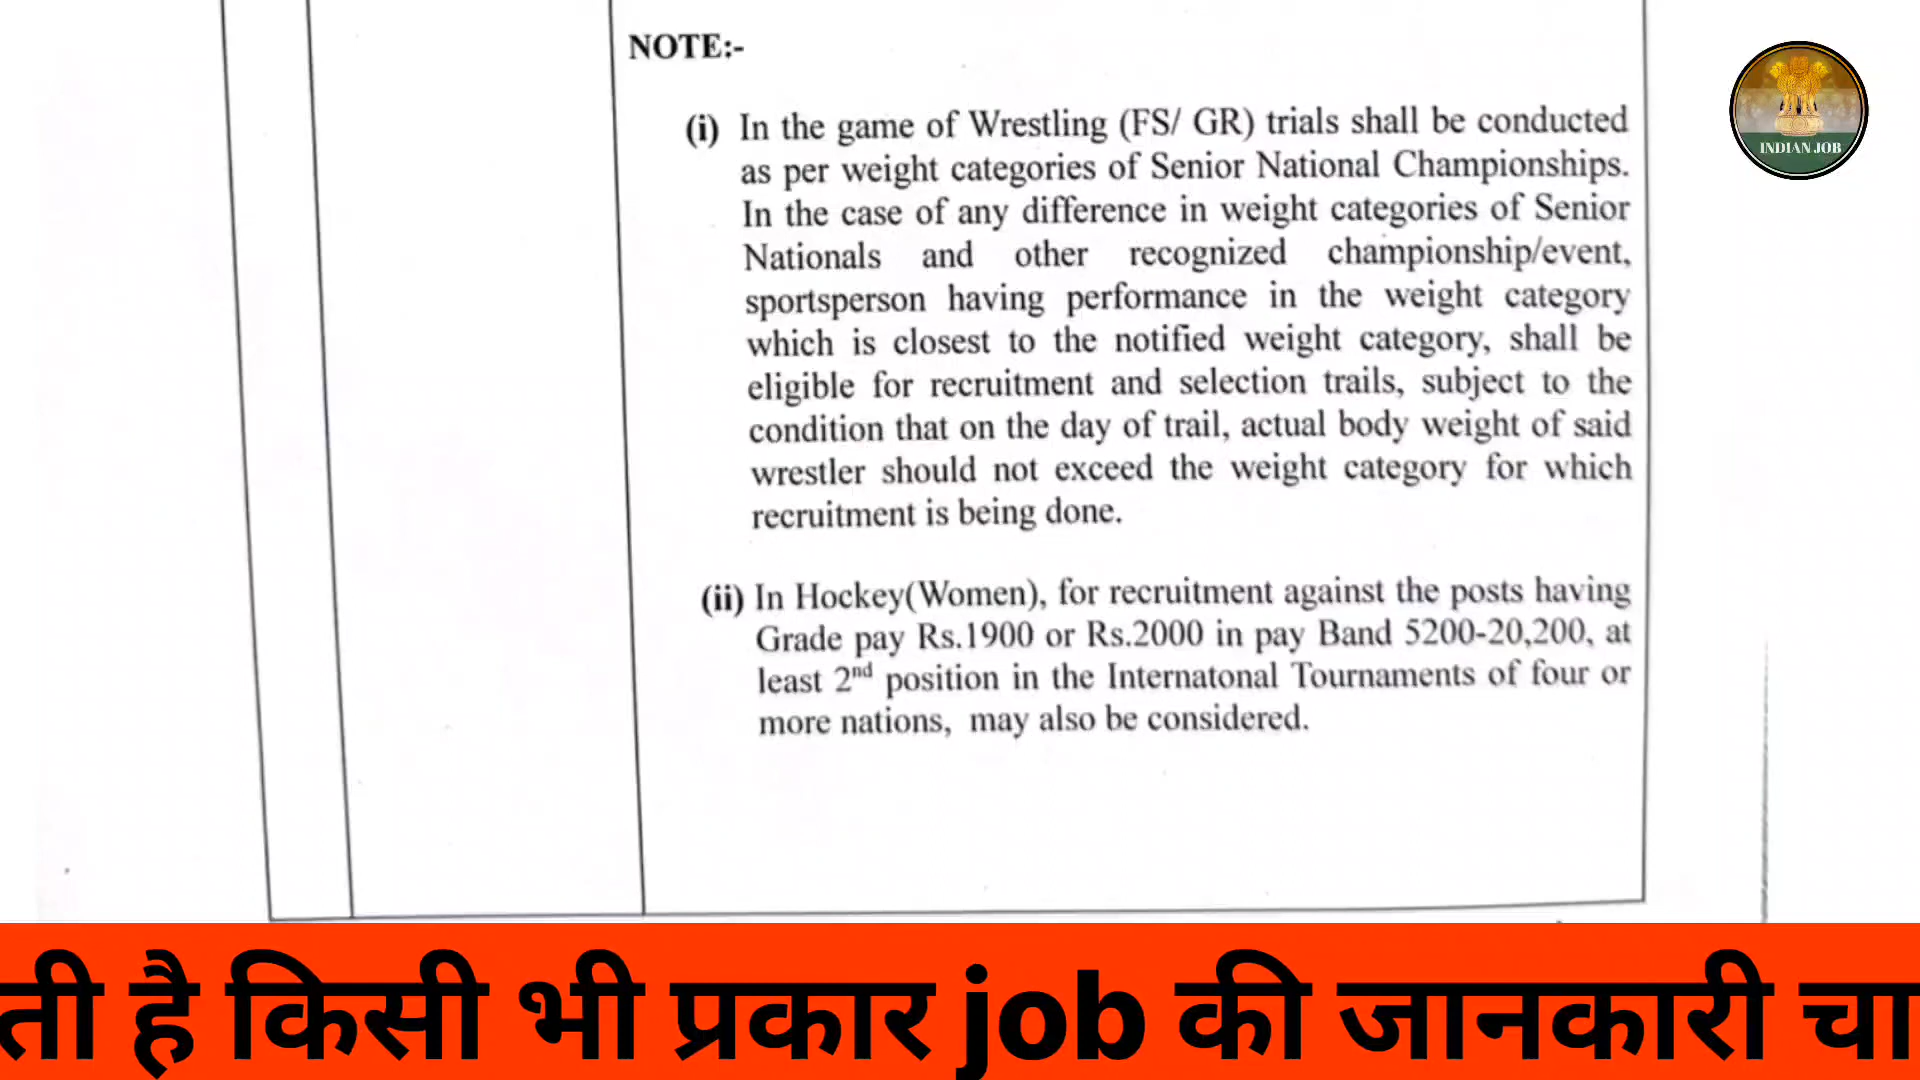 NOTE:-
(i) In the game of Wrestling (FS/ GR) trials shall be conducted
as per weight categories of Senior National Championships.
In the case of any difference in weight categories of Senior
Nationals and other recognized championship/event,
sportsperson having performance in the weight category
which is closest to the notified weight category, shall be
eligible for recruitment and selection trails, subject to the
condition that on the day of trail, actual body weight of said
wrestler should not exceed the weight category for which
recruitment is being done.
(ii) In Hockey(Women), for recruitment against the posts having
Grade pay Rs.1900 or Rs.2000 in pay Band 5200-20,200, at
least 2nd position in the Internatonal Tournaments of four or
more nations, may also be considered.
INDIAN JOB
ती है किसी भी प्रकार job की जानकारी चा